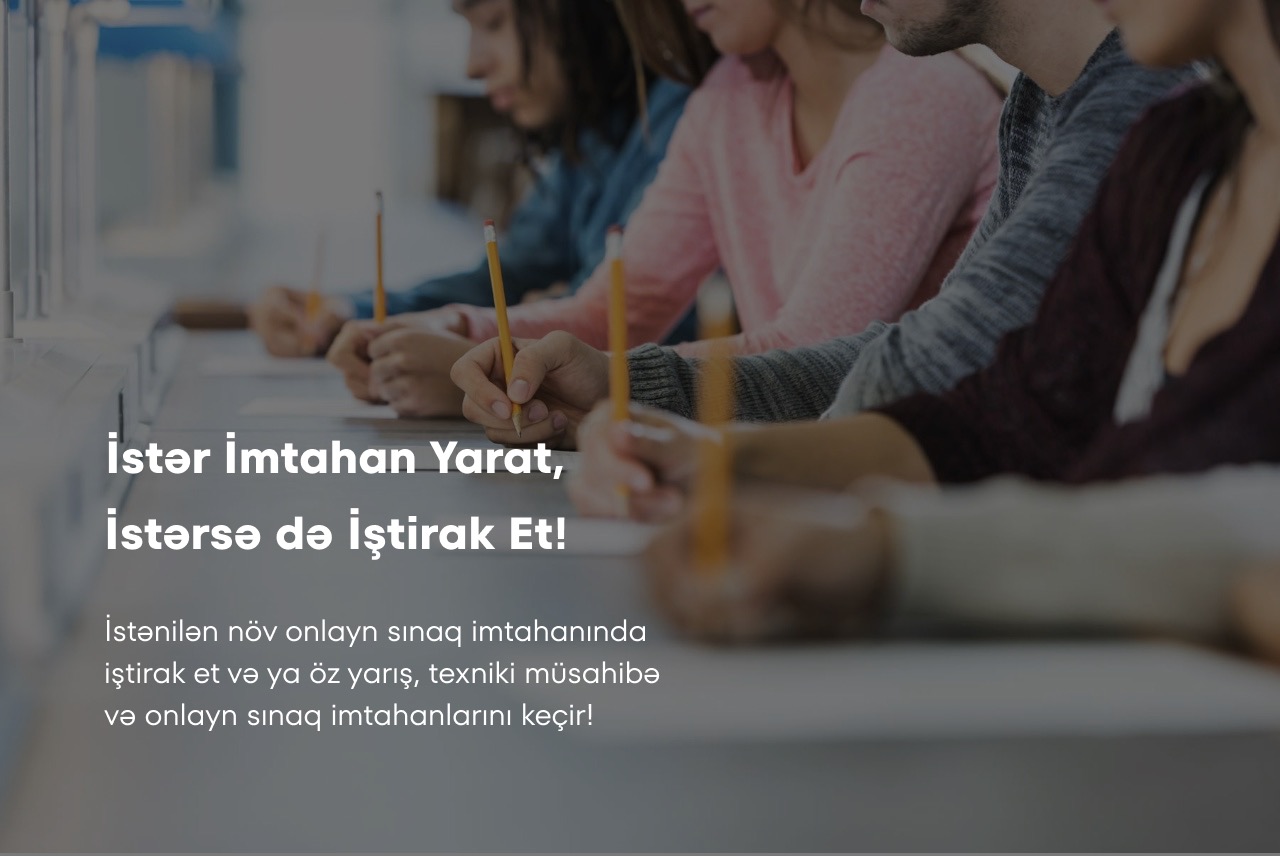 İstər İmtahan Yarat,
İstərsə də İştirak Et!
İstənilən növ onlayn sınaq imtahanında
iştirak et və ya öz yarış, texniki müsahibə
və onlayn sınaq imtahanlarını keçir!